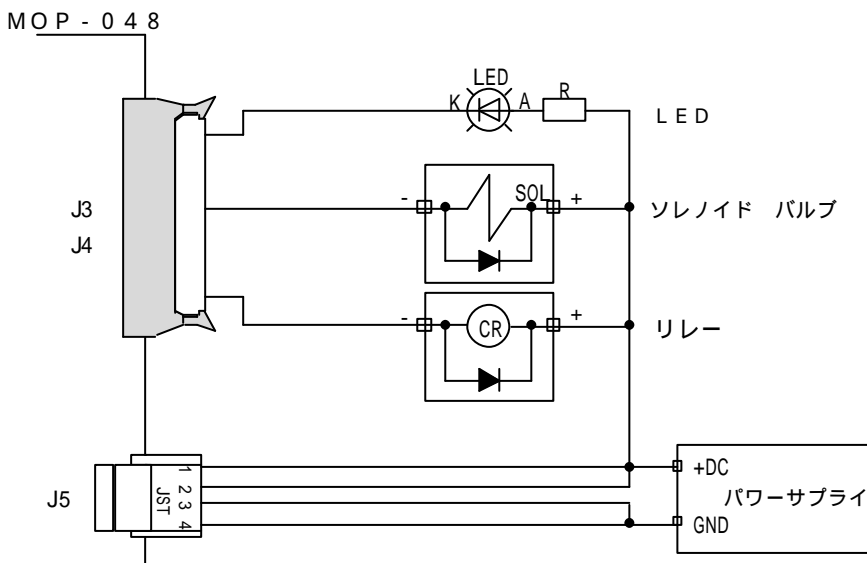 MOP-048
LED
K A R
LED
J3
- SOL +
ソレノイド バルブ
J4
- CR +
リレー
J5
JST
1
2
3
4
+DC
パワーサプライ
GND